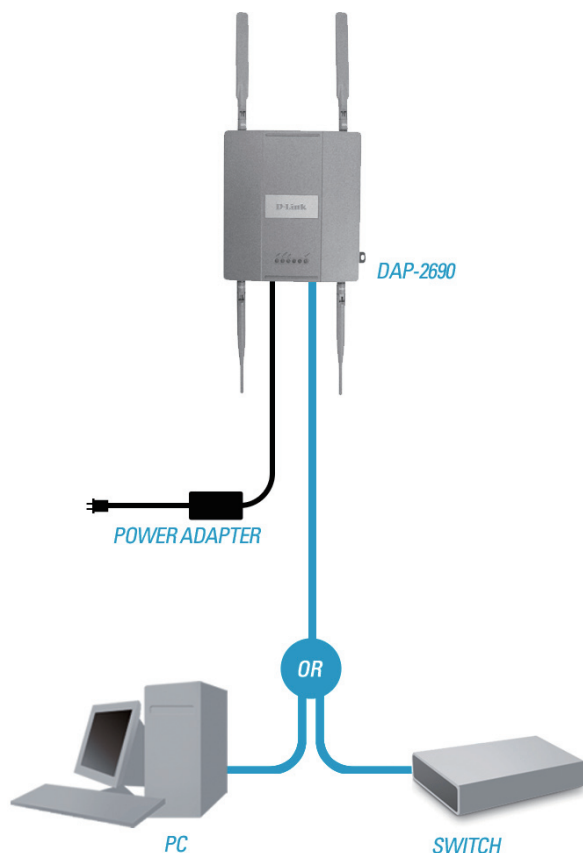 D-Link
DAP-2690
POWER ADAPTER
OR
PC
SWITCH